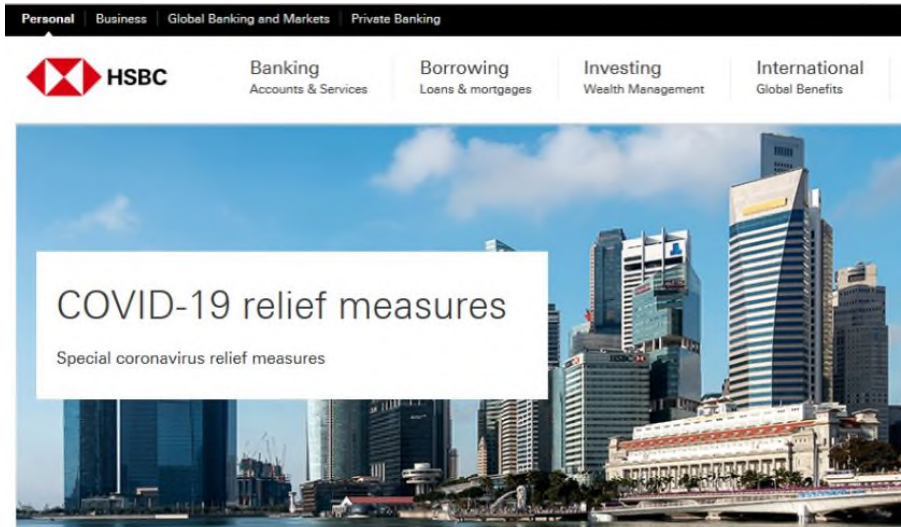 Personal Business Global Banking and Markets Private Banking
HSBC
Banking
Accounts & Services
Borrowing
Loans & mortgages
Investing
Wealth Management
International
Global Benefits
HSBC
COVID-19 relief measures
Special coronavirus relief measures